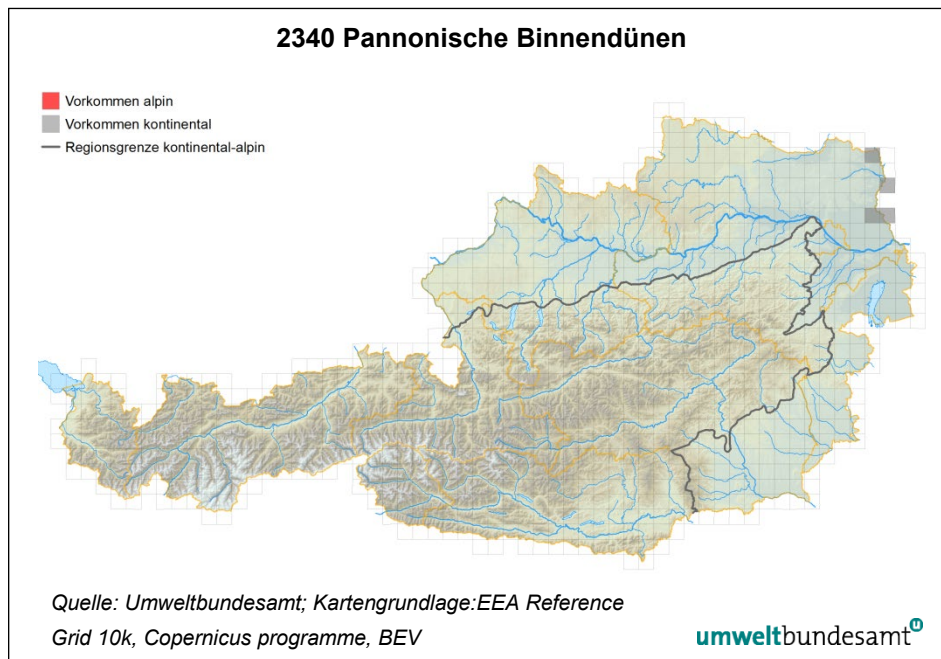 2340 Pannonische Binnendünen
Vorkommen alpin
Vorkommen kontinental
Regionsgrenze kontinental-alpin
Quelle: Umweltbundesamt; Kartengrundlage:EEA Reference
Grid 10k, Copernicus programme, BEV
umweltbundesamt u